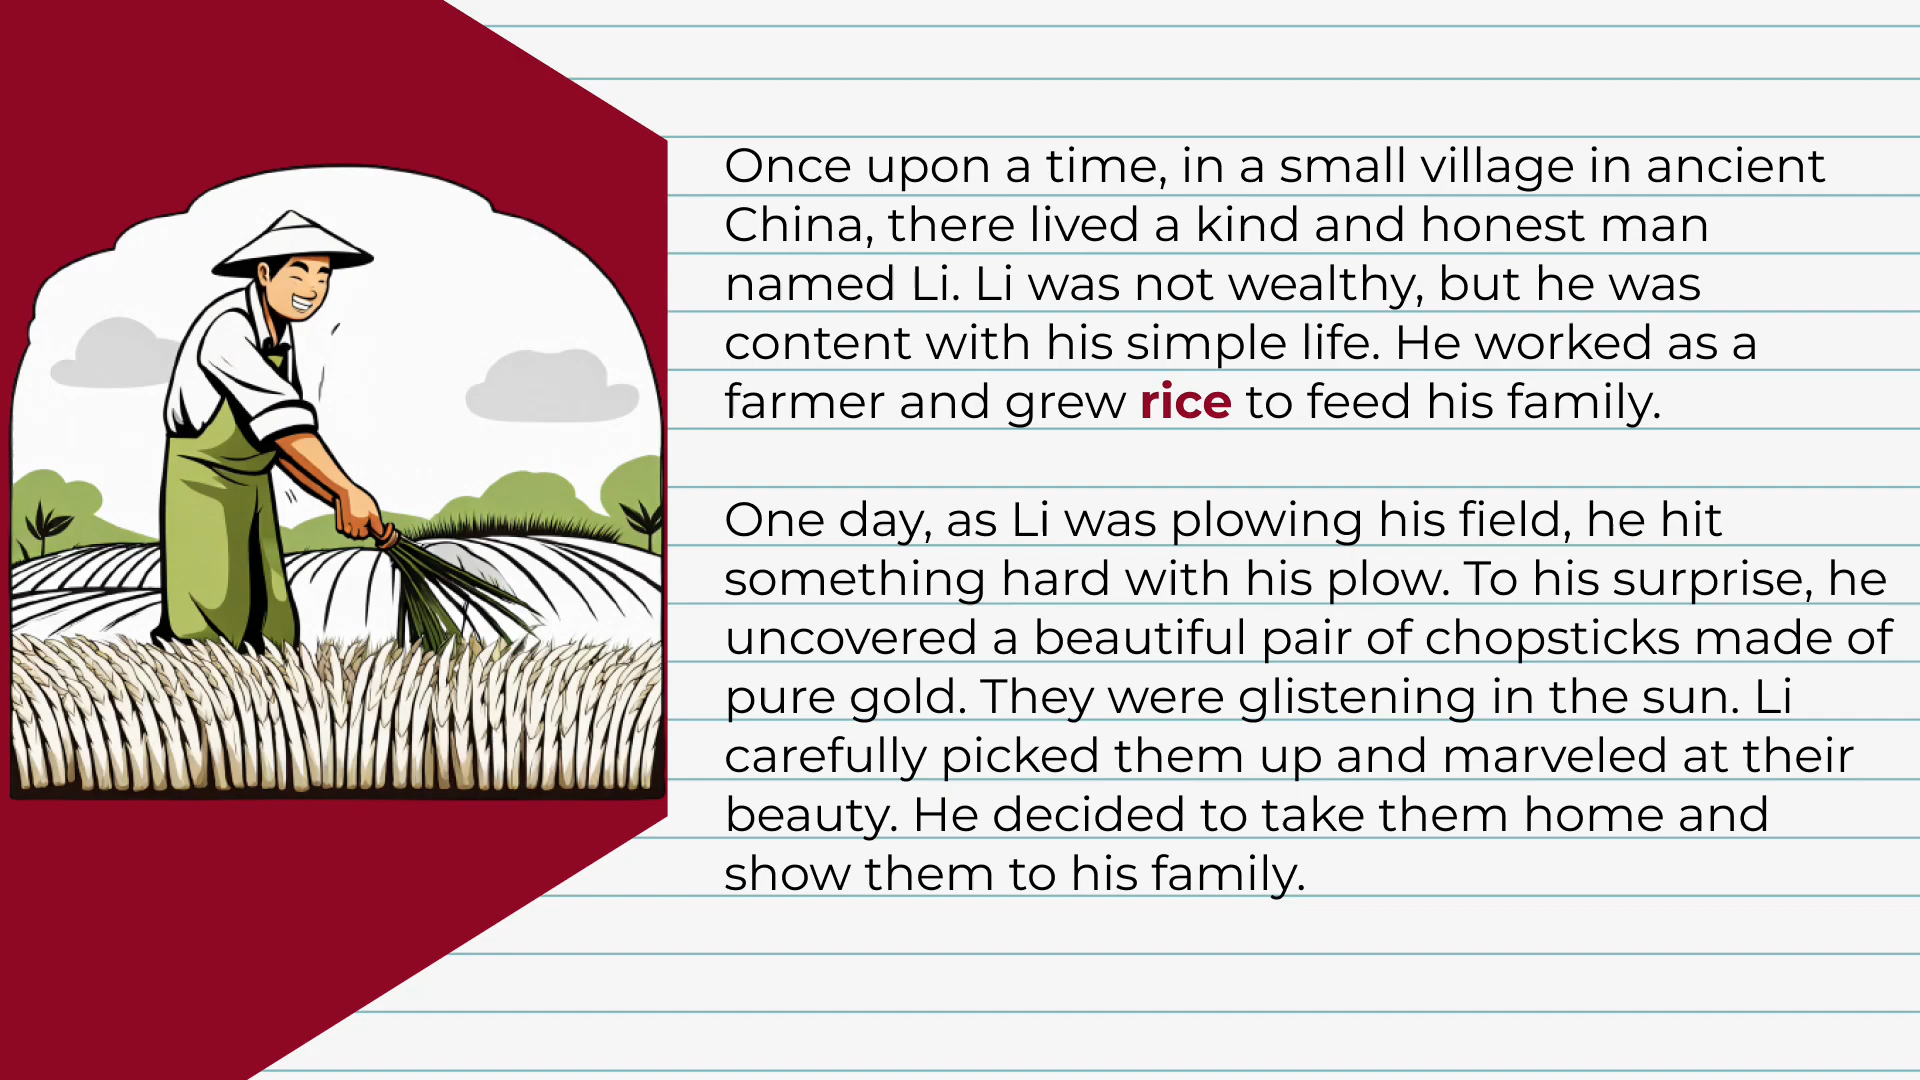 Once upon a time, in a small village in ancient
China, there lived a kind and honest man
named Li. Li was not wealthy, but he was
content with his simple life. He worked as a
farmer and grew rice to feed his family.
One day, as Li was plowing his field, he hit
something hard with his plow. To his surprise, he
uncovered a beautiful pair of chopsticks made of
pure gold. They were glistening in the sun. Li
carefully picked them up and marveled at their
beauty. He decided to take them home and
show them to his family.